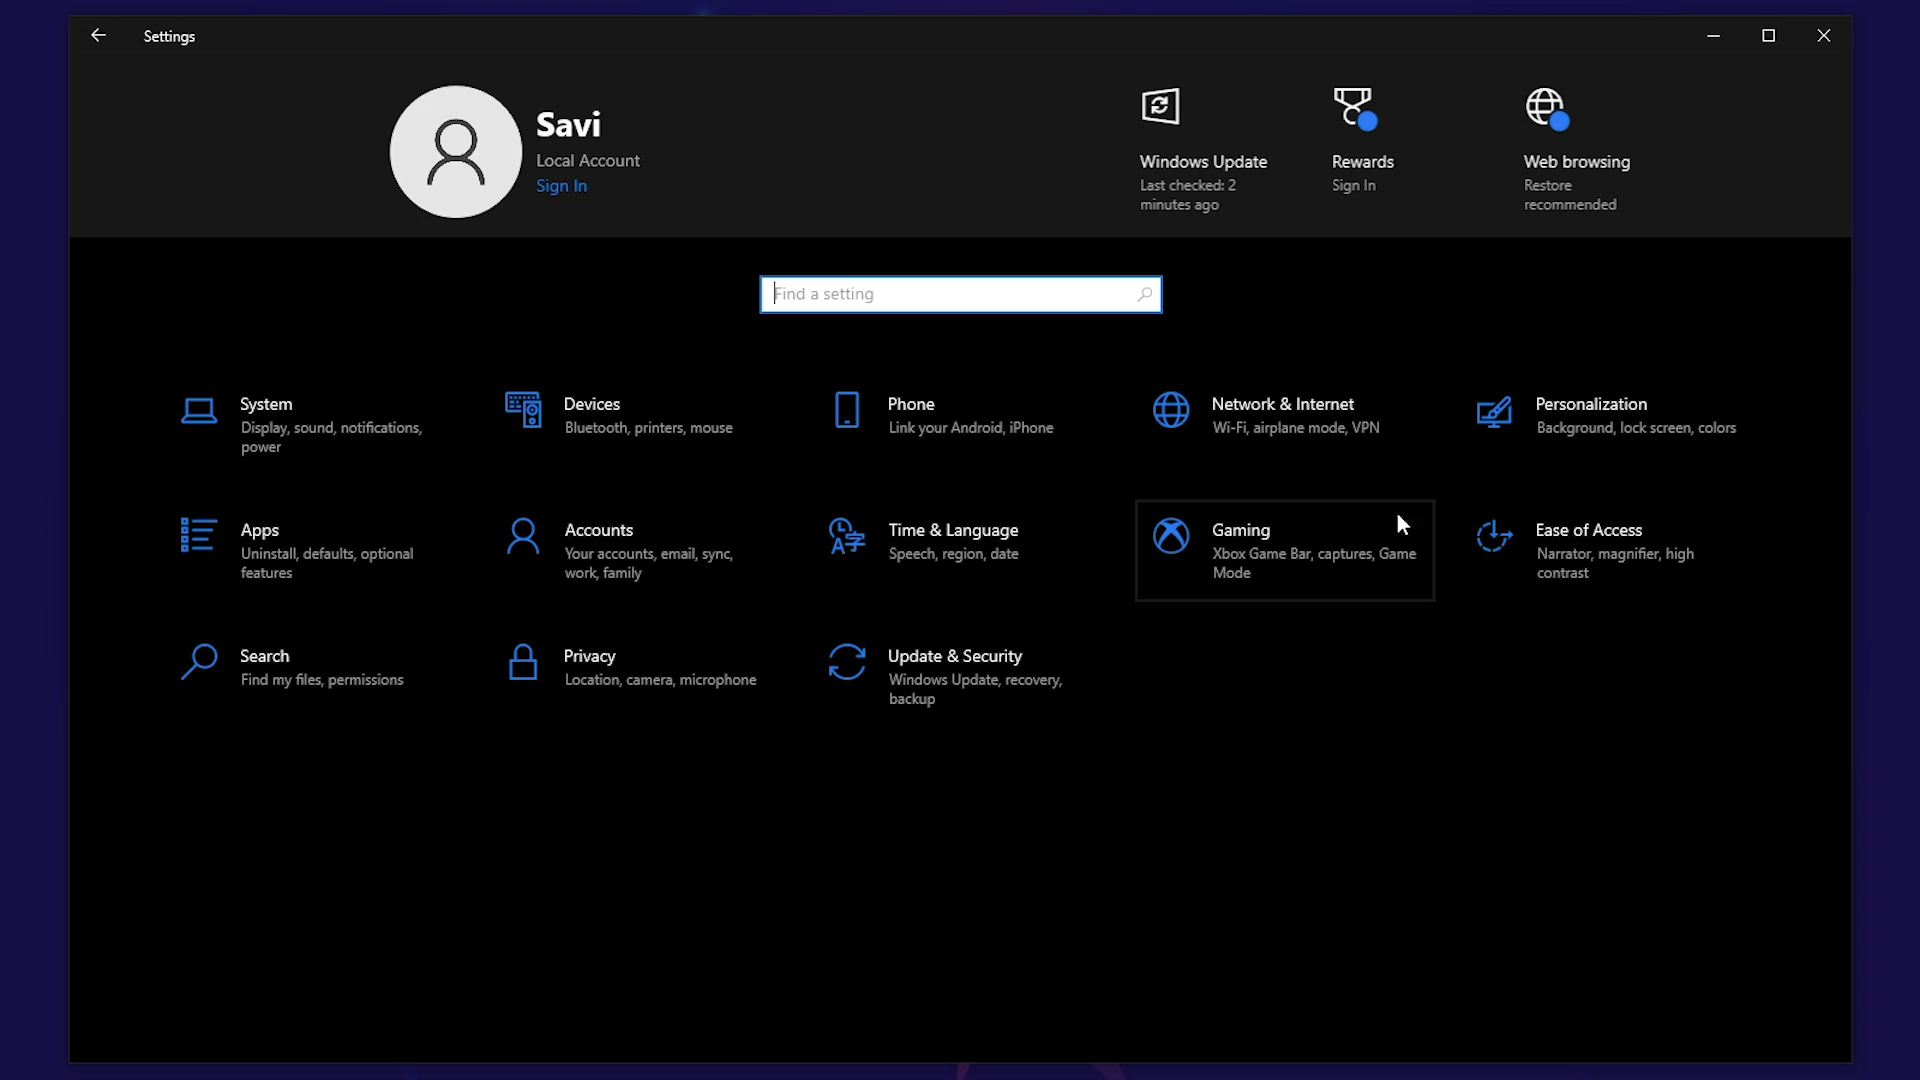 Settings
Savi
Local Account
Sign In
Windows Update
Last checked: 2
minutes ago
Rewards
Sign In
Web browsing
Restore
recommended
Find a setting
System
Display, sound, notifications,
power
Devices
Bluetooth, printers, mouse
Phone
Link your Android, iPhone
Network & Internet
Wi-Fi, airplane mode, VPN
Personalization
Background, lock screen, colors
Apps
Uninstall, defaults, optional
features
Accounts
Your accounts, email, sync,
work, family
Time & Language
Speech, region, date
Gaming
Xbox Game Bar, captures, Game
Mode
Ease of Access
Narrator, magnifier, high
contrast
Search
Find my files, permissions
Privacy
Location, camera, microphone
Update & Security
Windows Update, recovery,
backup